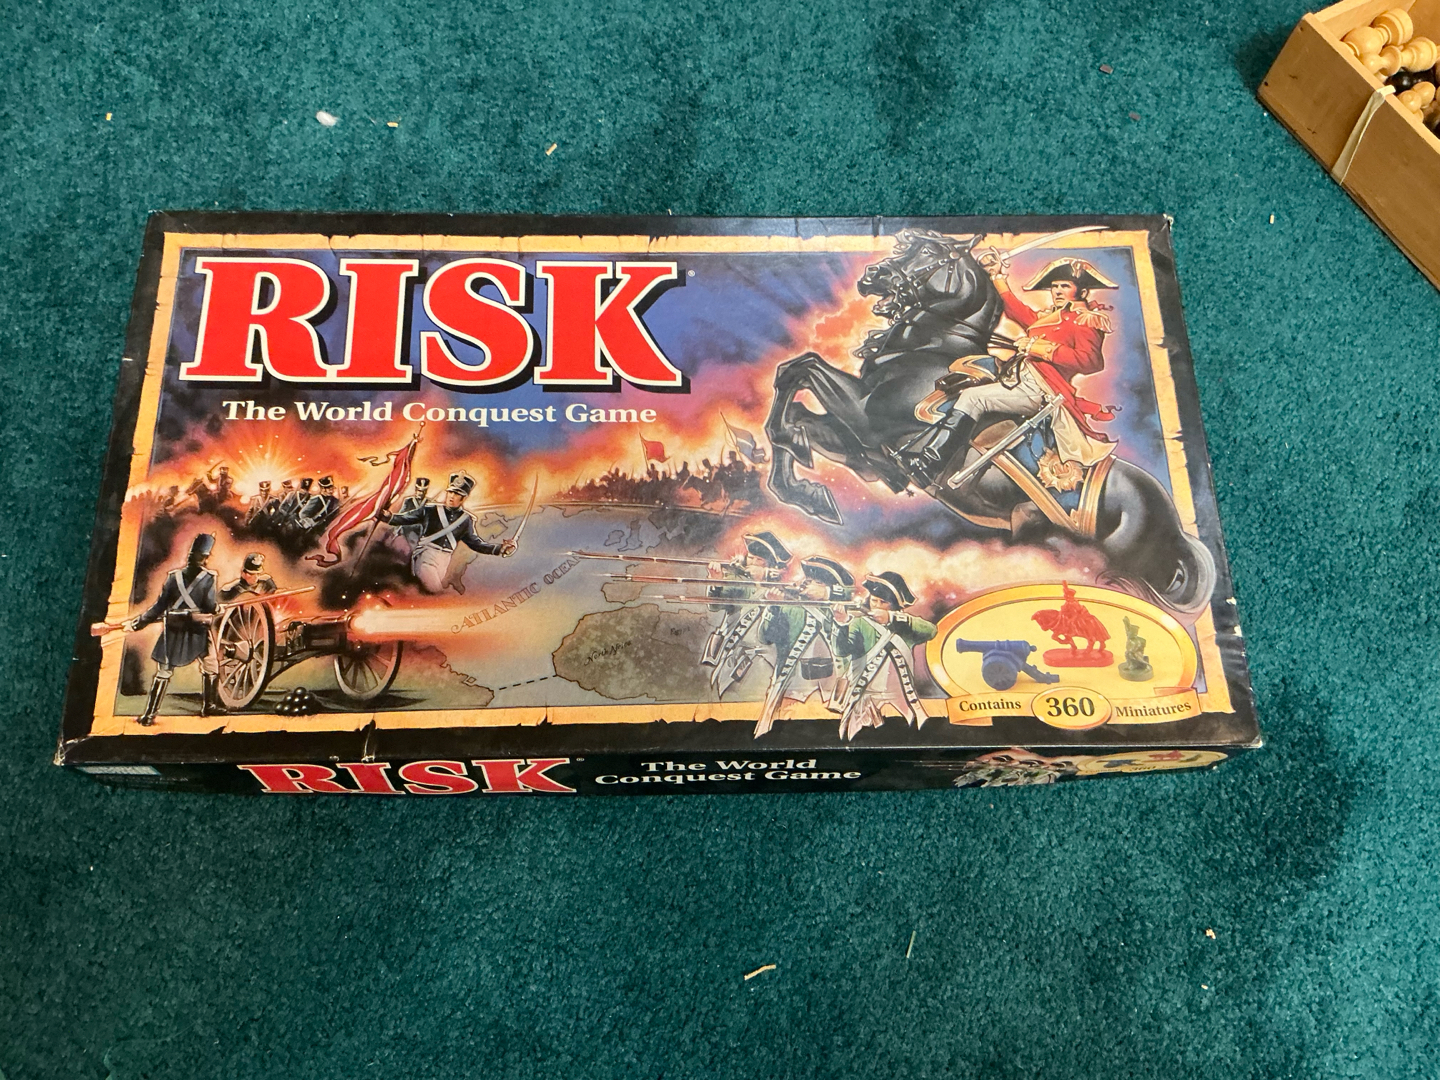 RISK®
The World Conquest Game
ATLANTIC OCEAN
Contains 360 Miniatures
RISK®
The World
Conquest Game